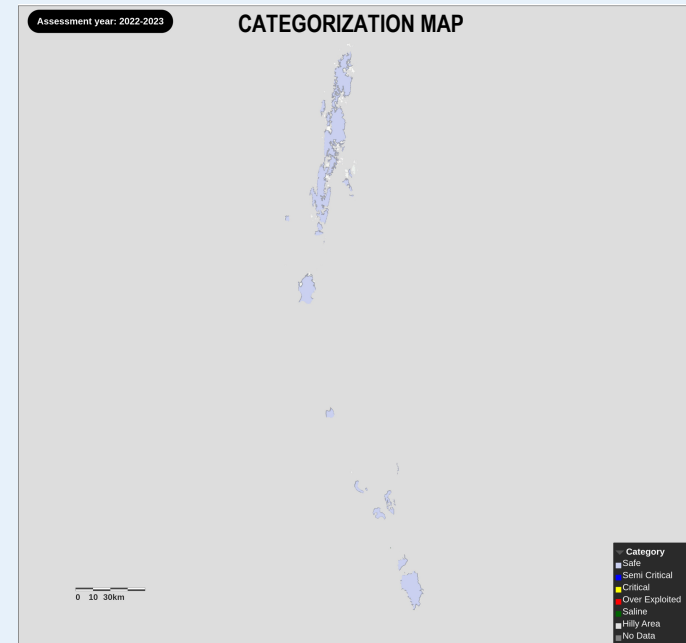 Assessment year: 2022-2023
CATEGORIZATION MAP
0 10 30km
Category
Safe
Semi Critical
Critical
Over Exploited
Saline
Hilly Area
No Data